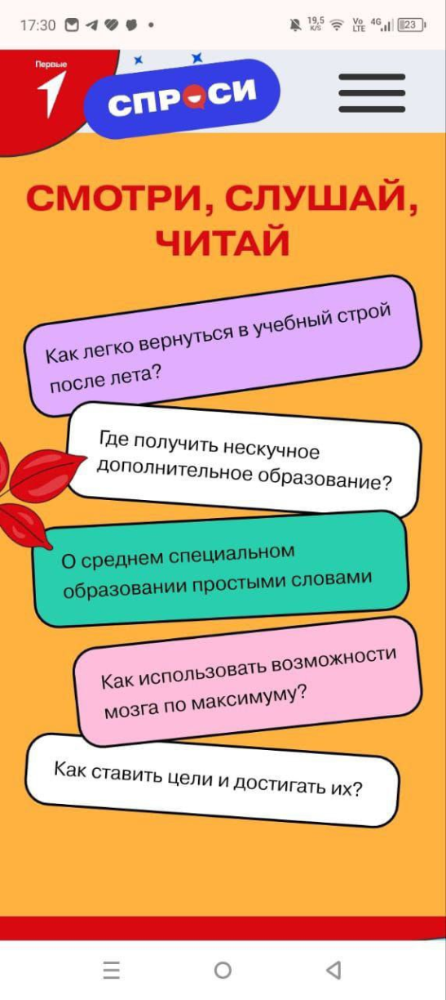 17:30
19,5
K/S
Vo
LTE
4G
23
Первые
СПРОСИ
СМОТРИ, СЛУШАЙ,
ЧИТАЙ
Как легко вернуться в учебный строй
после лета?
Где получить нескучное
дополнительное образование?
О среднем специальном
образовании простыми словами
Как использовать возможности
мозга по максимуму?
Как ставить цели и достигать их?